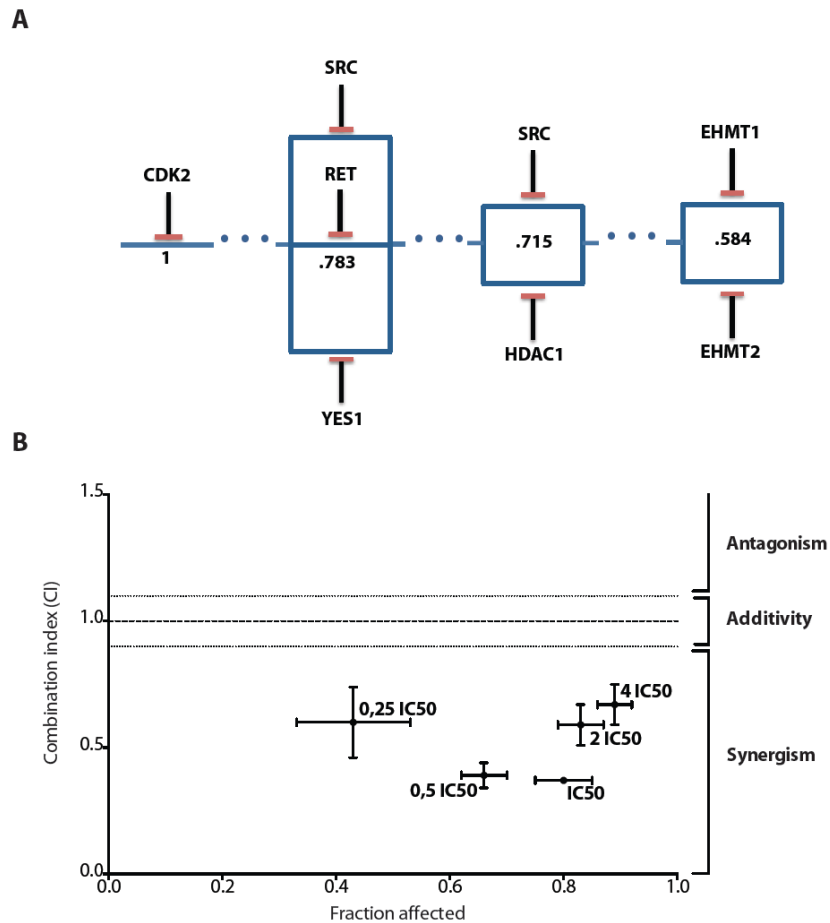 A
SRC
CDK2
RET
SRC
EHMT1
1
.783
.715
.584
HDAC1
EHMT2
YES1
B
1.5
1.0
0.5
0.0
Combination index (CI)
Antagonism
Additivity
Synergism
0,25 IC50
0,5 IC50
IC50
2 IC50
4 IC50
0.0 0.2 0.4 0.6 0.8 1.0
Fraction affected